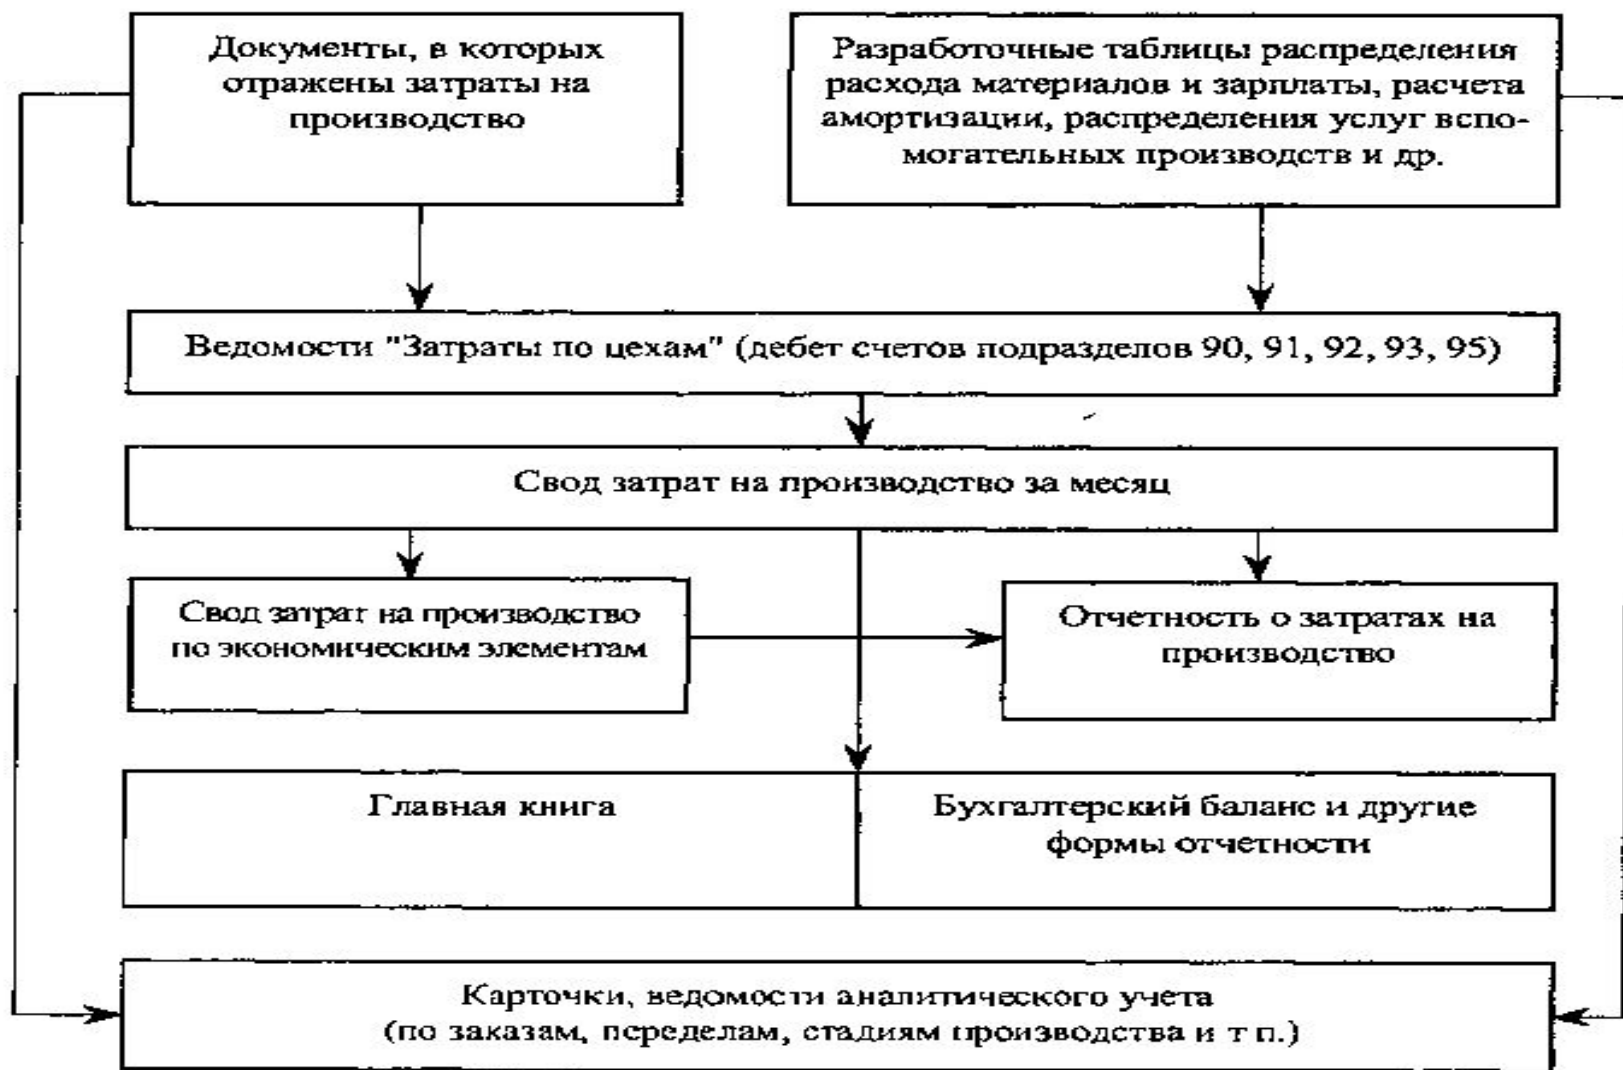 Документы, в которых
отражены затраты на
производство
Разработочные таблицы распределения
расхода материалов и зарплаты, расчета
амортизации, распределения услуг вспо-
могательных производств и др.
Ведомости "Затраты по цехам" (дебет счетов подразделов 90, 91, 92, 93, 95)
Свод затрат на производство за месяц
Свод затрат на производство
по экономическим элементам
Отчетность о затратах на
производство
Главная книга
Бухгалтерский баланс и другие
формы отчетности
Карточки, ведомости аналитического учета
(по заказам, переделам, стадиям производства и т п.)